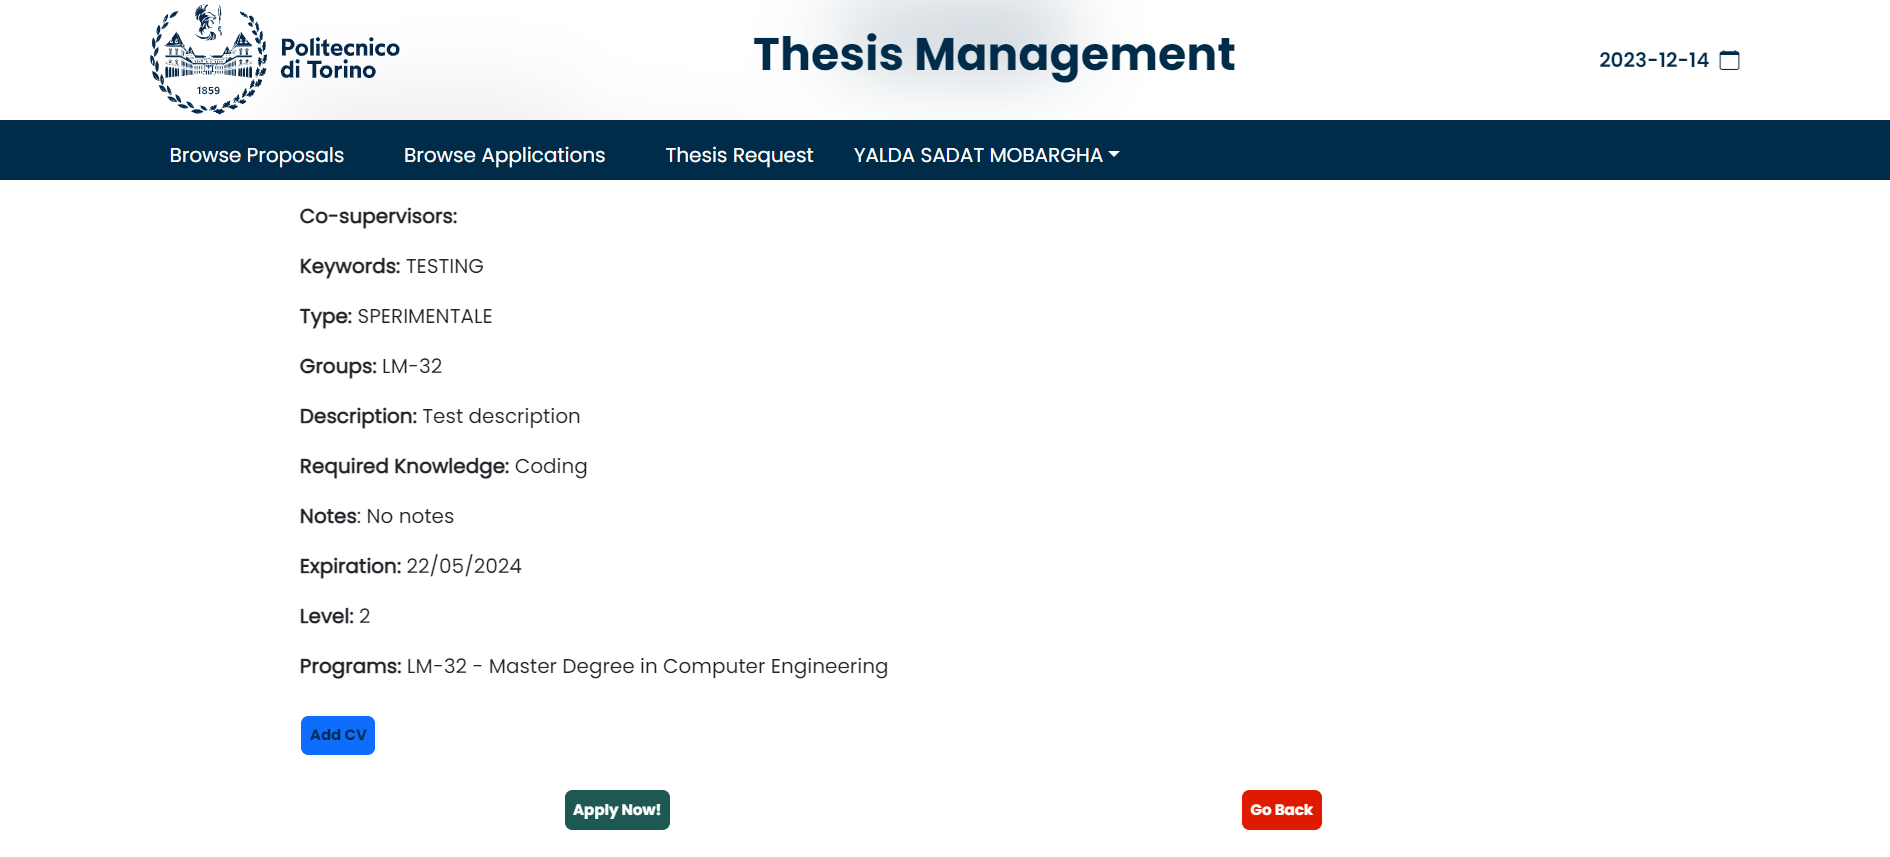 1859
Politecnico
di Torino
Thesis Management
2023-12-14
Browse Proposals Browse Applications Thesis Request YALDA SADAT MOBARGHA
Co-supervisors:
Keywords: TESTING
Type: SPERIMENTALE
Groups: LM-32
Description: Test description
Required Knowledge: Coding
Notes: No notes
Expiration: 22/05/2024
Level: 2
Programs: LM-32 - Master Degree in Computer Engineering
Add CV
Apply Now! Go Back